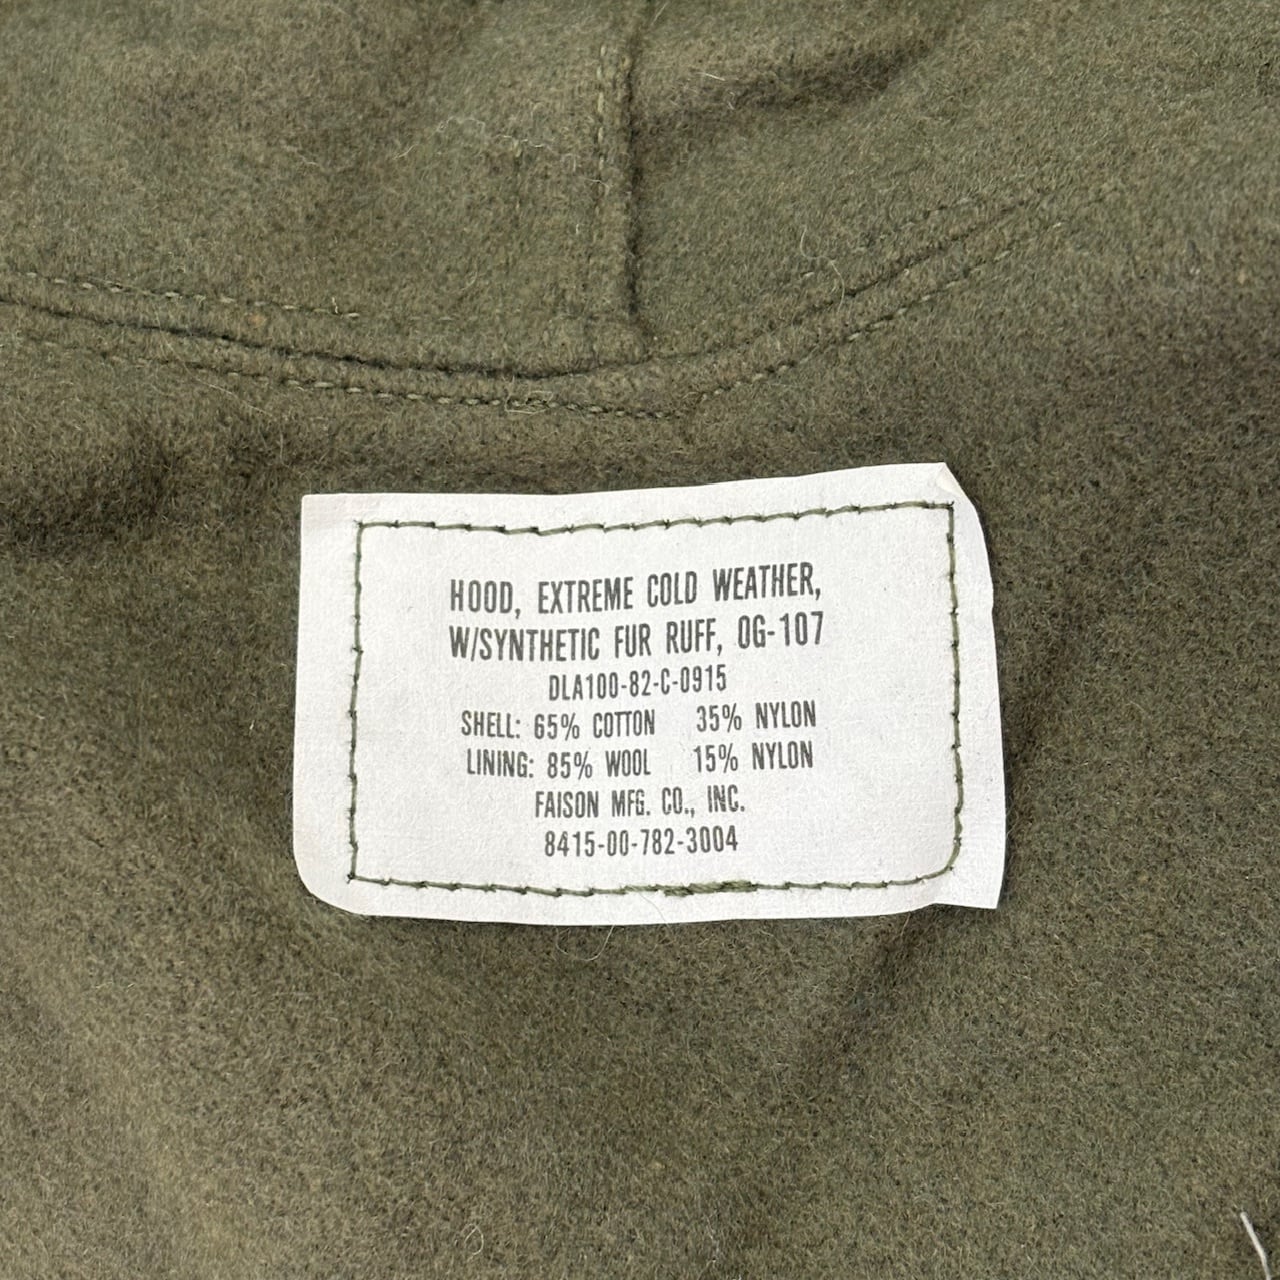 HOOD, EXTREME COLD WEATHER,
W/SYNTHETIC FUR RUFF, OG-107
DLA100-82-C-0915
SHELL: 65% COTTON 35% NYLON
LINING: 85% WOOL 15% NYLON
FAISON MFG. CO., INC.
8415-00-782-3004